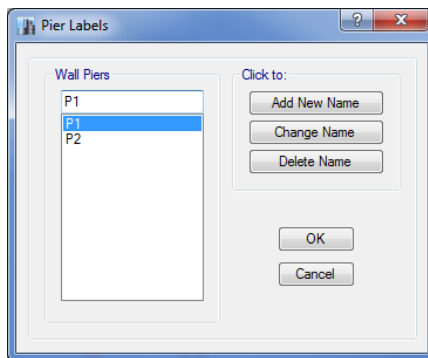 Pier Labels
Wall Piers
P1
P1
P2
Click to:
Add New Name
Change Name
Delete Name
OK
Cancel